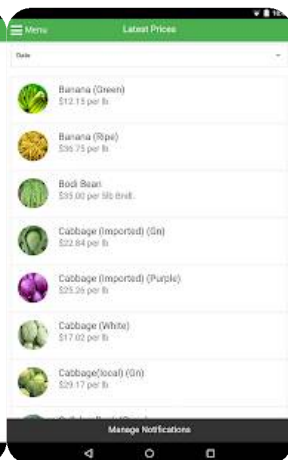 Menu
Latest Prices
Date
Banana (Green)
$12.15 per lb
Banana (Ripe)
$36.75 per lb
Bodi Bean
$35.00 per 5lb Bndl.
Cabbage (Imported) (Gn)
$22.84 per lb
Cabbage (Imported) (Purple)
$25.26 per lb
Cabbage (White)
$17.02 per lb
Cabbage(local) (Gn)
$29.17 per lb
Manage Notifications